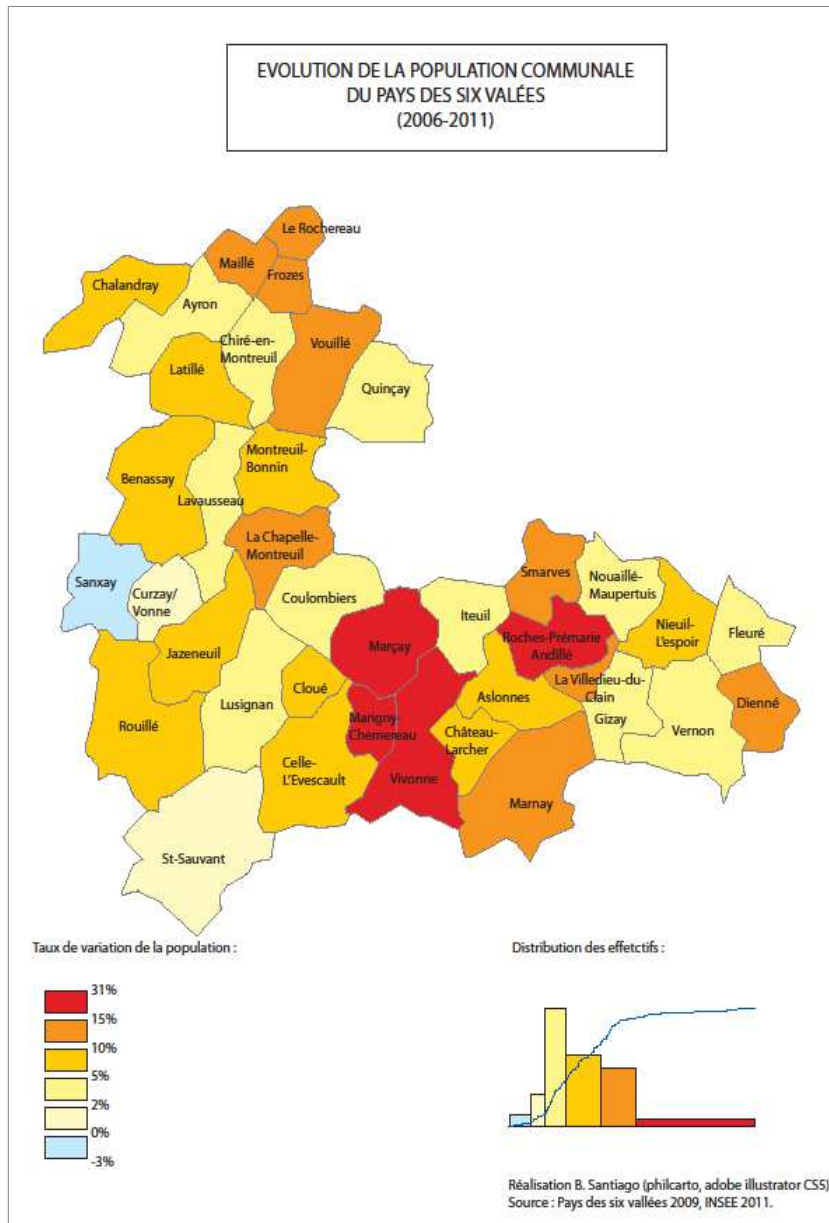 EVOLUTION DE LA POPULATION COMMUNALE
DU PAYS DES SIX VALÉES
(2006-2011)
Le Rochereau
Maillé
Frozes
Chalandray
Ayron
Chiré-en-
Montreuil
Vouillé
Latillé
Quinçay
Montreuil-
Bonnin
Benassay
Lavausseau
La Chapelle-
Montreuil
Smarves
Nouaillé-
Maupertuis
Sanxay
Curzay/
Vonne
Coulombiers
Iteuil
Nieuil-
L'espoir
Fleuré
Roches-Prémarie
Andillé
Marçay
Jazeneuil
Cloué
La Villedieu-du-
Clain
Aslonnes
Lusignan
Dienné
Rouillé
Marigny-
Chemereau
Gizay
Vernon
Château-
Larcher
Celle-
L'Evescault
Vivonne
Marnay
St-Sauvant
Taux de variation de la population :
31%
15%
10%
5%
2%
0%
-3%
Distribution des effetctifs :
Réalisation B. Santiago (philcarto, adobe illustrator CS5)
Source : Pays des six vallées 2009, INSEE 2011.